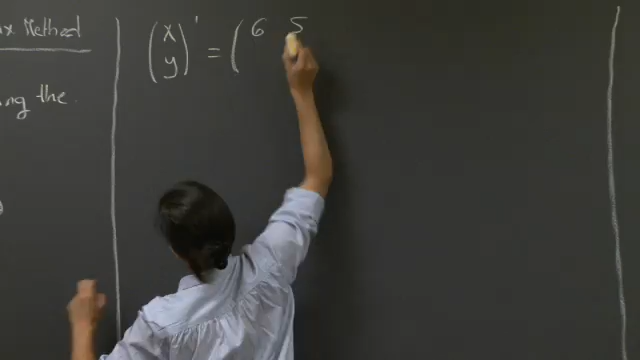 Method
ing the
(x y)' = ( 6 5